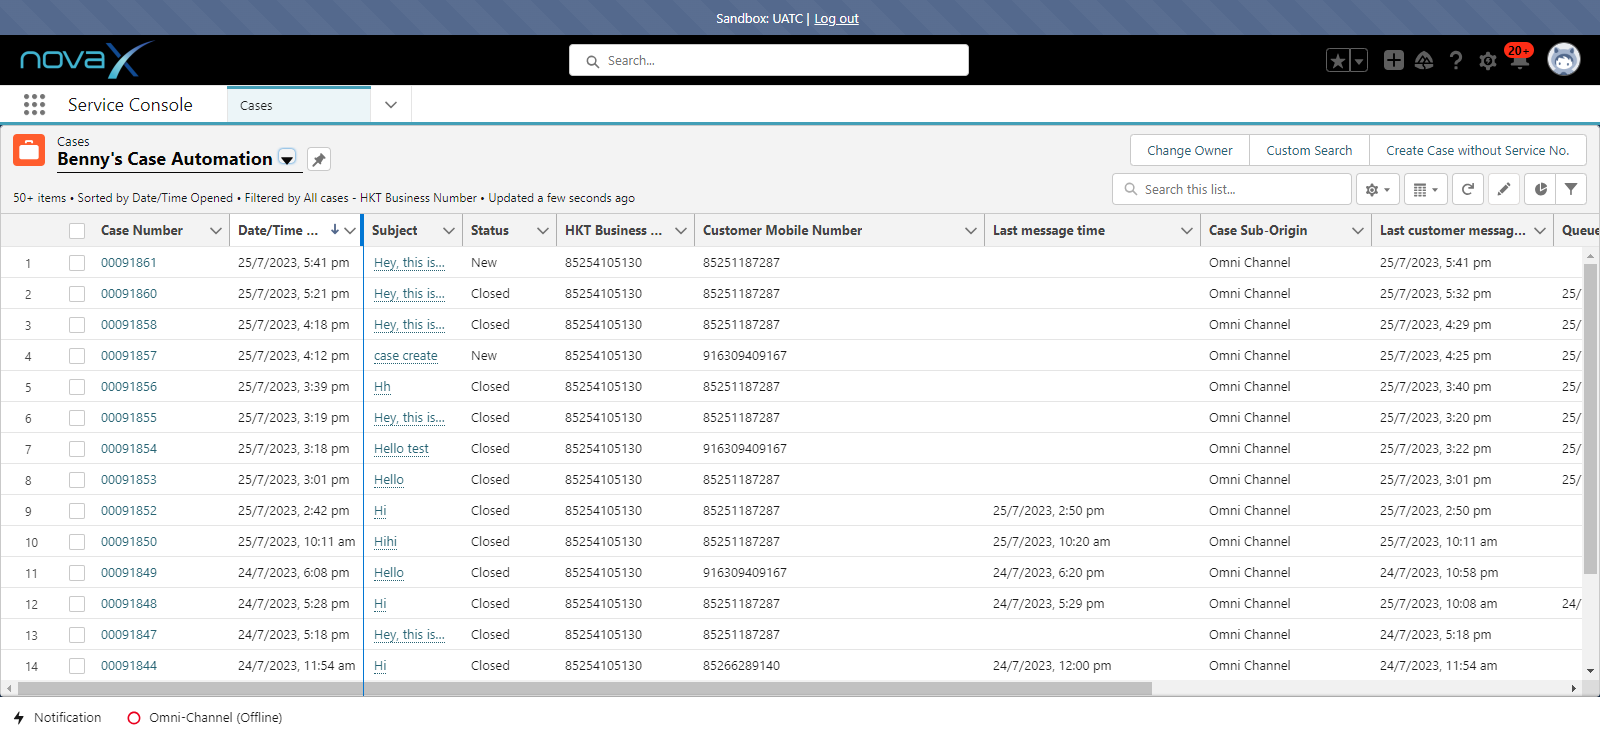 Sandbox: UATC | Log out
novaX
Search...
20+
Service Console
Cases
Cases
Benny's Case Automation
Change Owner
Custom Search
Create Case without Service No.
50+ items • Sorted by Date/Time Opened • Filtered by All cases - HKT Business Number • Updated a few seconds ago
Search this list...
Case Number Date/Time ... Subject Status HKT Business ... Customer Mobile Number Last message time Case Sub-Origin Last customer messag... Queue
1 00091861 25/7/2023, 5:41 pm Hey, this is... New 85254105130 85251187287 Omni Channel 25/7/2023, 5:41 pm
2 00091860 25/7/2023, 5:21 pm Hey, this is... Closed 85254105130 85251187287 Omni Channel 25/7/2023, 5:32 pm 25/
3 00091858 25/7/2023, 4:18 pm Hey, this is... Closed 85254105130 85251187287 Omni Channel 25/7/2023, 4:29 pm 25/
4 00091857 25/7/2023, 4:12 pm case create New 85254105130 916309409167 Omni Channel 25/7/2023, 4:25 pm 25/
5 00091856 25/7/2023, 3:39 pm Hh Closed 85254105130 85251187287 Omni Channel 25/7/2023, 3:40 pm 25/
6 00091855 25/7/2023, 3:19 pm Hey, this is... Closed 85254105130 85251187287 Omni Channel 25/7/2023, 3:20 pm 25/
7 00091854 25/7/2023, 3:18 pm Hello test Closed 85254105130 916309409167 Omni Channel 25/7/2023, 3:22 pm 25/
8 00091853 25/7/2023, 3:01 pm Hello Closed 85254105130 85251187287 Omni Channel 25/7/2023, 3:01 pm 25/
9 00091852 25/7/2023, 2:42 pm Hi Closed 85254105130 85251187287 25/7/2023, 2:50 pm Omni Channel 25/7/2023, 2:50 pm
10 00091850 25/7/2023, 10:11 am Hihi Closed 85254105130 85251187287 25/7/2023, 10:20 am Omni Channel 25/7/2023, 10:11 am
11 00091849 24/7/2023, 6:08 pm Hello Closed 85254105130 916309409167 24/7/2023, 6:20 pm Omni Channel 24/7/2023, 10:58 pm
12 00091848 24/7/2023, 5:28 pm Hi Closed 85254105130 85251187287 24/7/2023, 5:29 pm Omni Channel 25/7/2023, 10:08 am 24/
13 00091847 24/7/2023, 5:18 pm Hey, this is... Closed 85254105130 85251187287 Omni Channel 24/7/2023, 5:18 pm
14 00091844 24/7/2023, 11:54 am Hi Closed 85254105130 85266289140 24/7/2023, 12:00 pm Omni Channel 24/7/2023, 11:54 am
Notification
Omni-Channel (Offline)